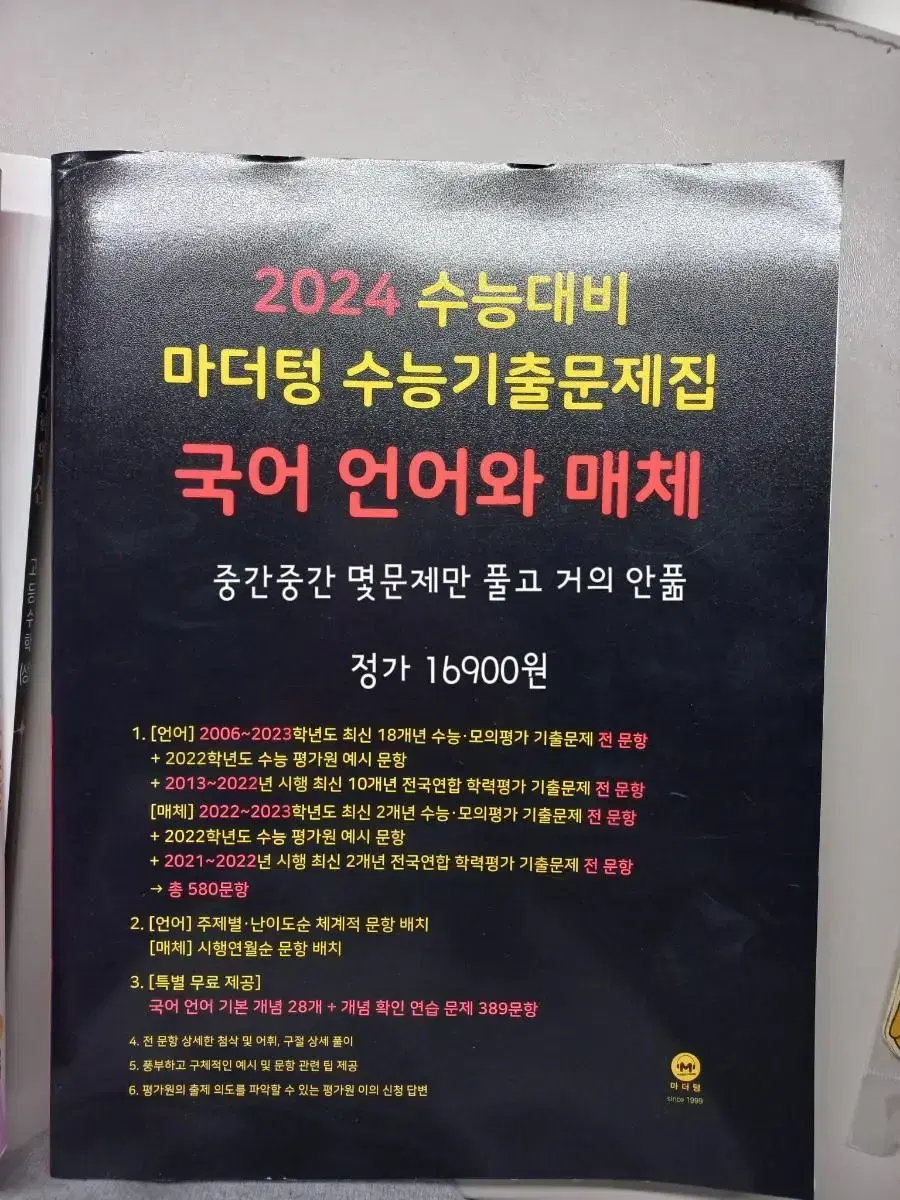 2024 수능대비
마더텅 수능기출문제집
국어 언어와 매체
중간중간 몇문제만 풀고 거의 안풂
정가 16900원
1. [언어] 2006~2023학년도 최신 18개년 수능·모의평가 기출문제 전 문항
+ 2022학년도 수능 평가원 예시 문항
+ 2013~2022년 시행 최신 10개년 전국연합 학력평가 기출문제 전 문항
[매체] 2022~2023학년도 최신 2개년 수능·모의평가 기출문제 전 문항
+ 2022학년도 수능 평가원 예시 문항
+ 2021~2022년 시행 최신 2개년 전국연합 학력평가 기출문제 전 문항
→ 총 580문항
2. [언어] 주제별·난이도순 체계적 문항 배치
[매체] 시행연월순 문항 배치
3. [특별 무료 제공]
국어 언어 기본 개념 28개 + 개념 확인 연습 문제 389문항
4. 전 문항 상세한 첨삭 및 어휘, 구절 상세 풀이
5. 풍부하고 구체적인 예시 및 문항 관련 팁 제공
6. 평가원의 출제 의도를 파악할 수 있는 평가원 이의 신청 답변
M
마더텅
since 1999
고등수학 (상)